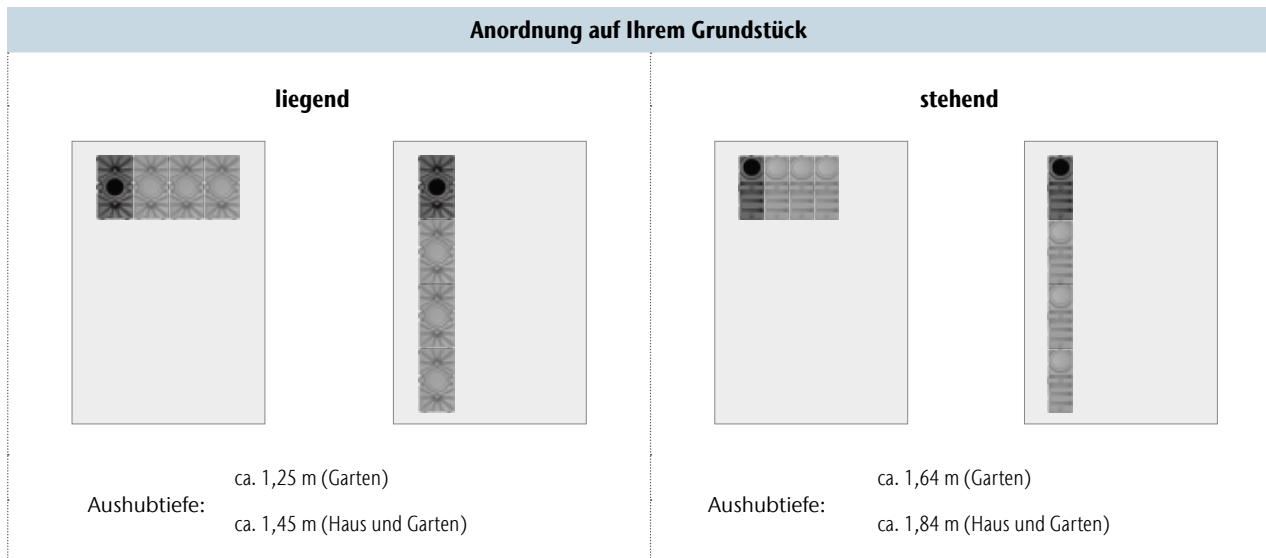 Anordnung auf Ihrem Grundstück
liegend
Aushubtiefe:
ca. 1,25 m (Garten)
ca. 1,45 m (Haus und Garten)
stehend
Aushubtiefe:
ca. 1,64 m (Garten)
ca. 1,84 m (Haus und Garten)